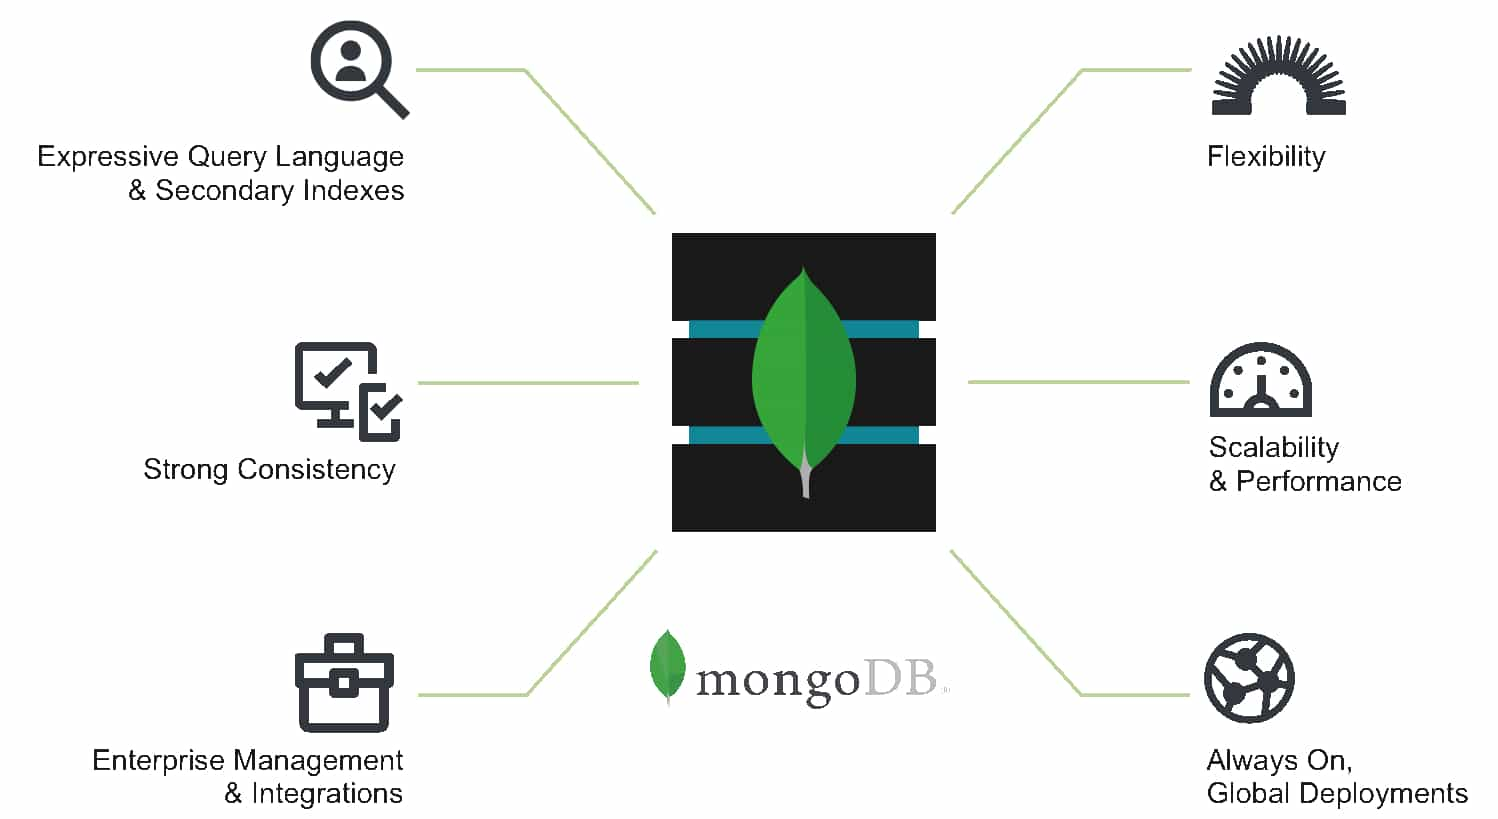 Expressive Query Language
& Secondary Indexes
Flexibility
Strong Consistency
Scalability
& Performance
mongoDB®
Enterprise Management
& Integrations
Always On,
Global Deployments